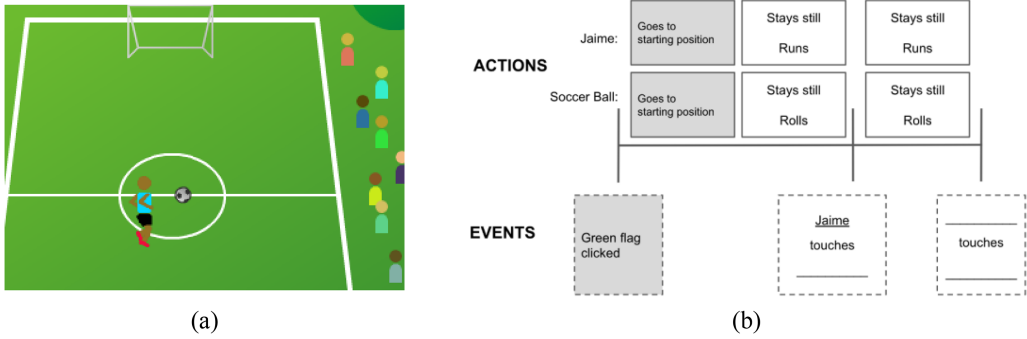 Jaime:
Goes to
starting position
Stays still
Runs
Stays still
Runs
ACTIONS
Soccer Ball:
Goes to
starting position
Stays still
Rolls
Stays still
Rolls
EVENTS
Green flag
clicked
Jaime
touches
touches
(a)
(b)